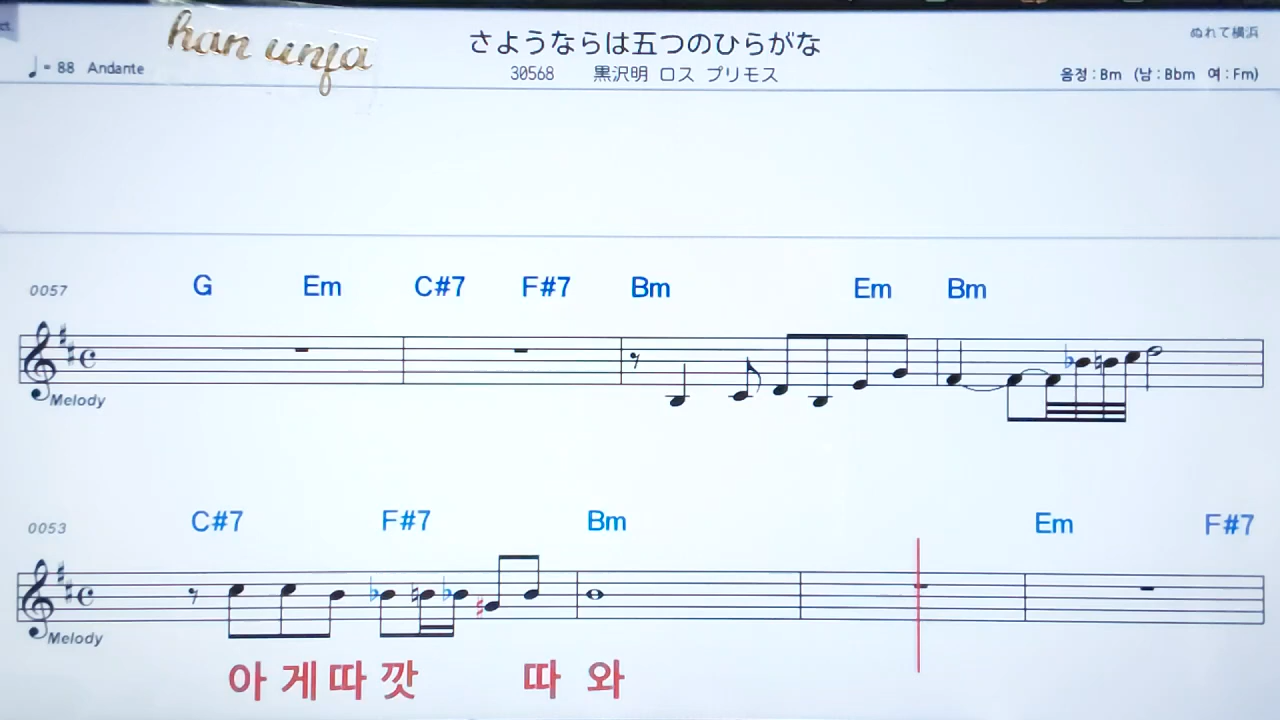 ct.
han unja
さようならは五つのひらがな
ぬれて横浜
♩= 88 Andante
30568 黒沢明 ロス プリモス
음정 : Bm (남 : Bbm 여 : Fm)
0057 G Em C#7 F#7 Bm Em Bm
Melody
0053 C#7 F#7 Bm Em F#7
Melody
아 게 따 깟 따 와